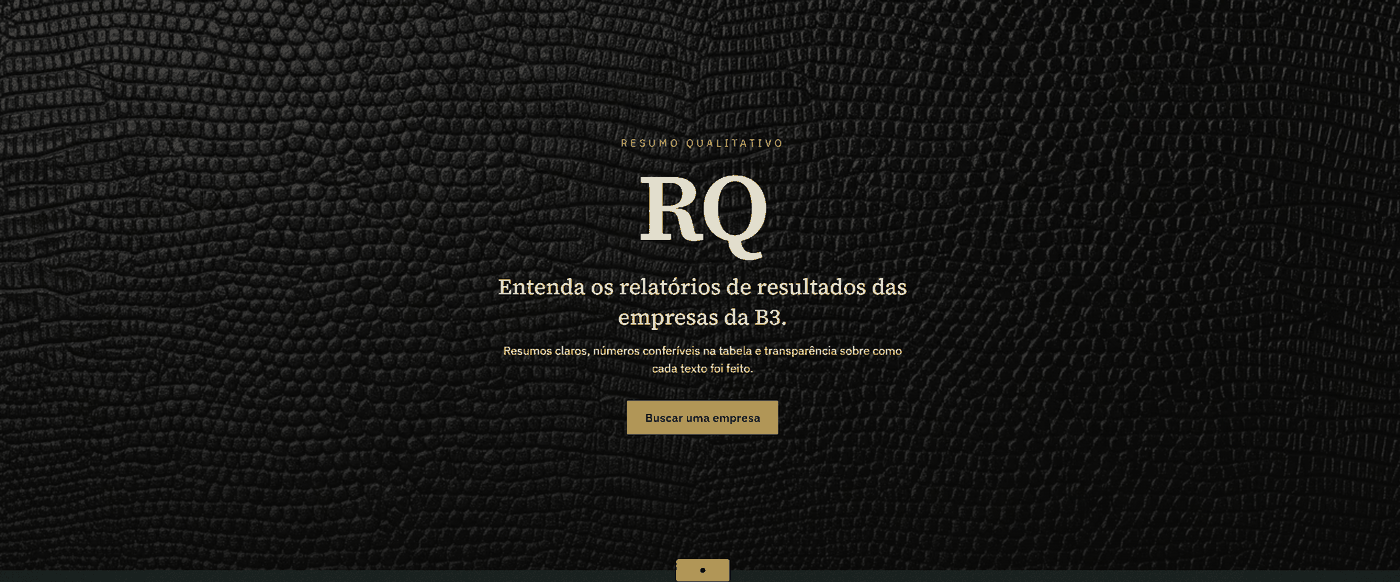 RESUMO QUALITATIVO
RQ
Entenda os relatórios de resultados das
empresas da B3.
Resumos claros, números conferíveis na tabela e transparência sobre como
cada texto foi feito.
Buscar uma empresa